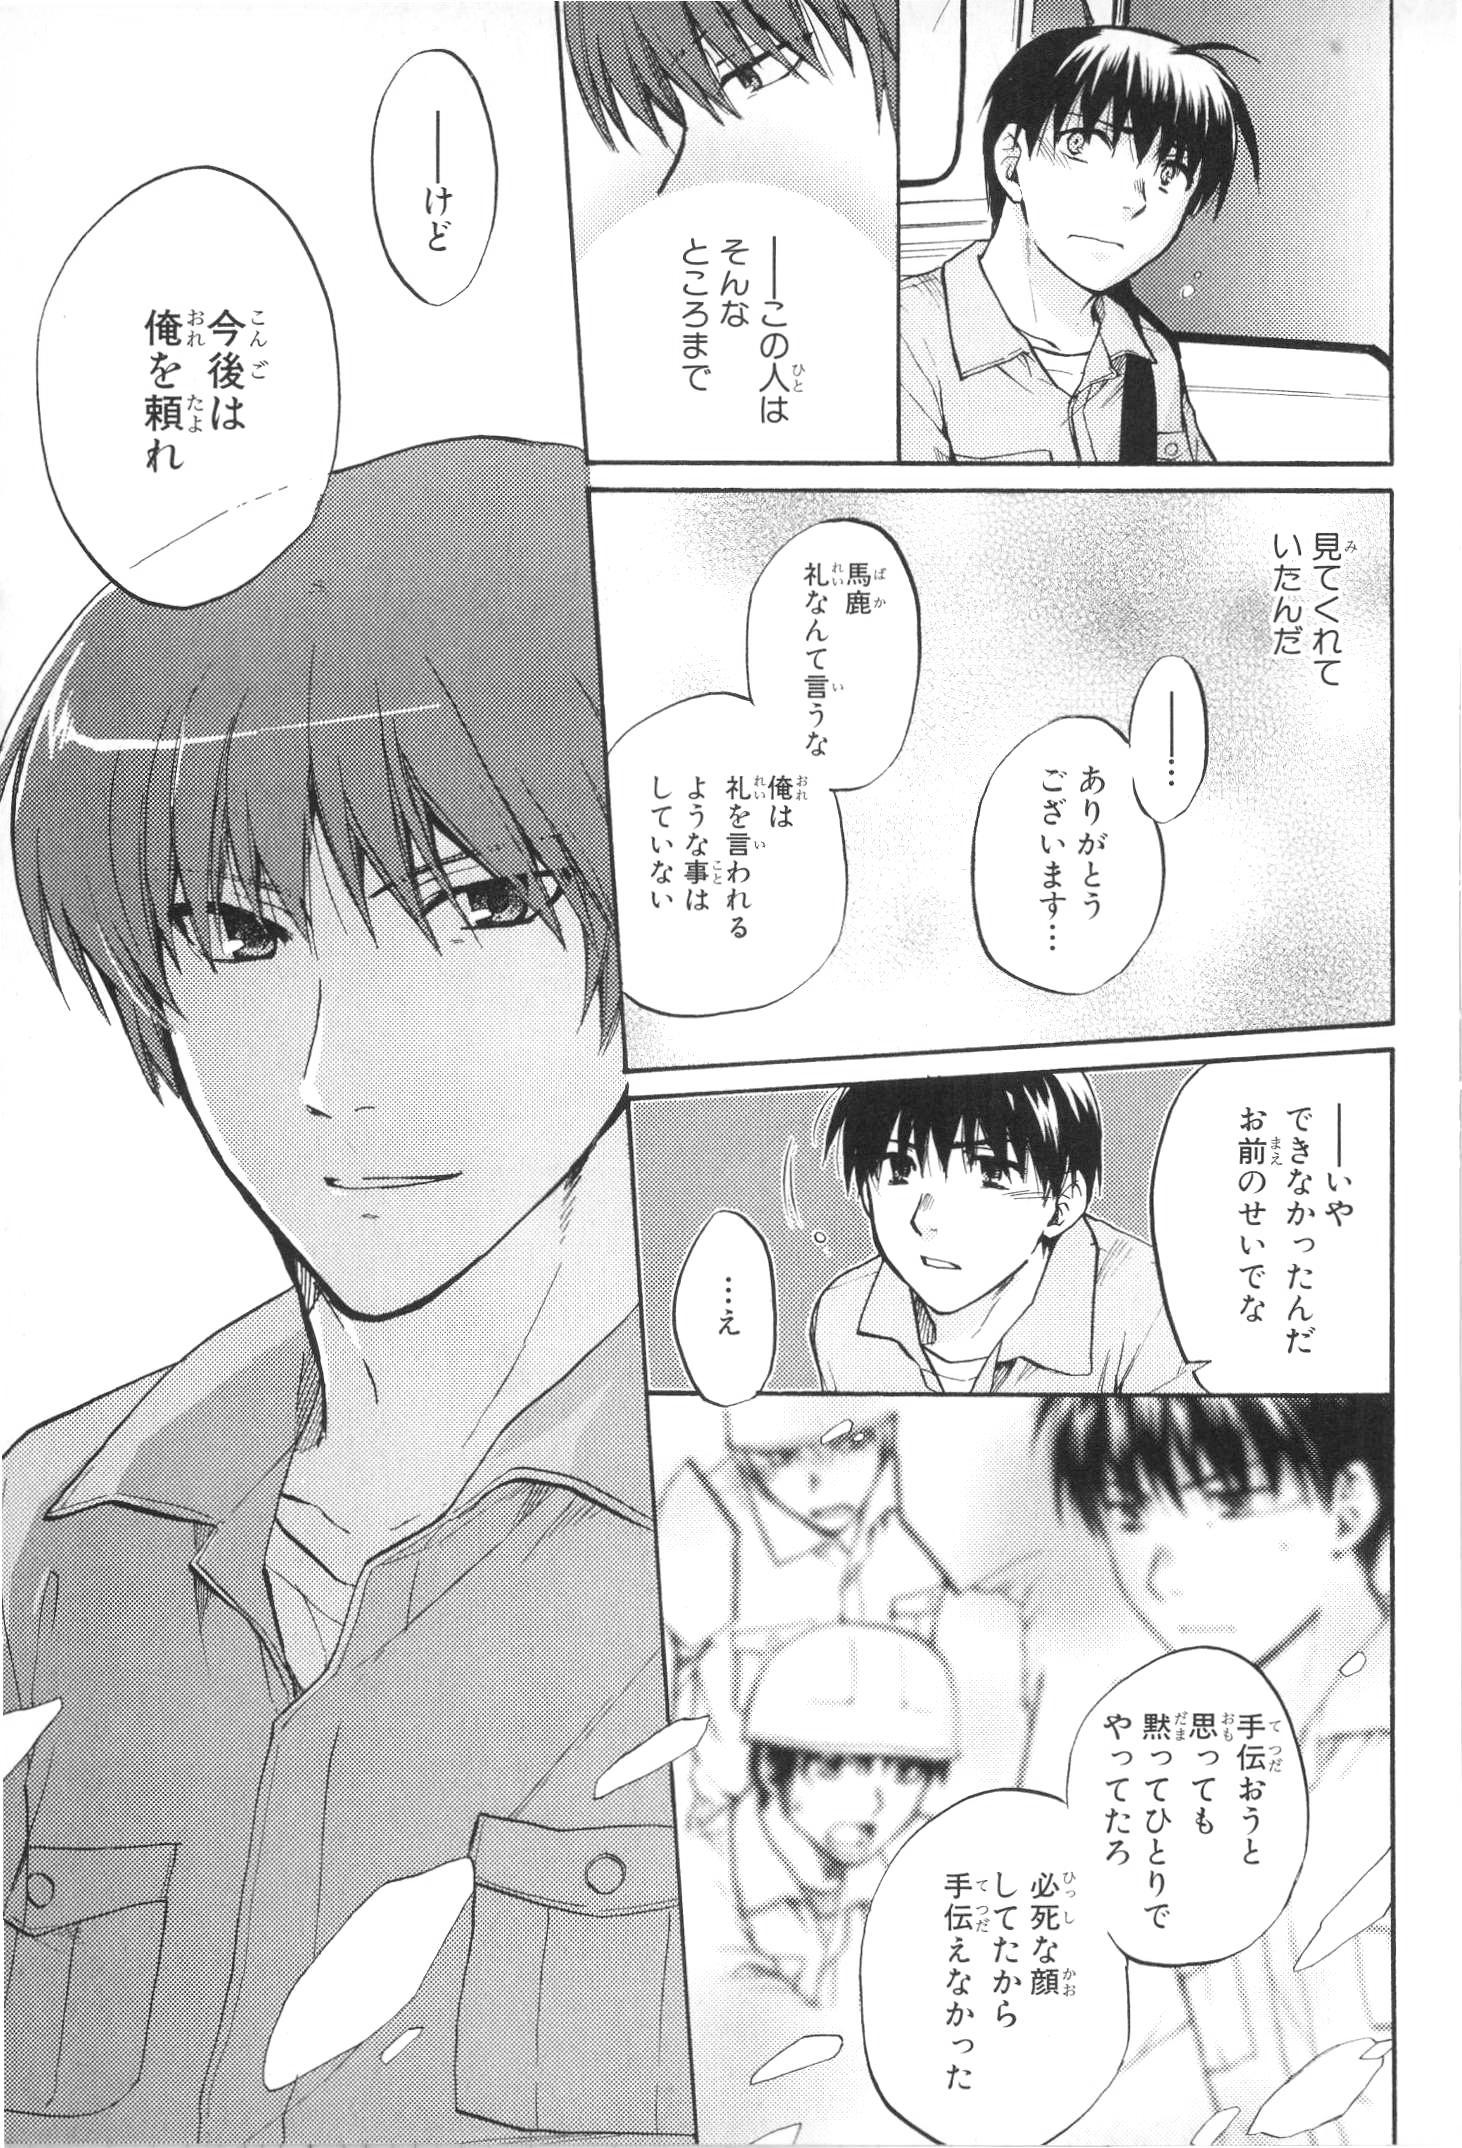 ――この人は
そんな
ところまで
見てくれて
いたんだ
――…
ありがとう
ございます…
馬鹿
礼なんて言うな
俺は
礼を言われる
ような事は
していない
――いや
できなかったんだ
お前のせいでな
…え
手伝おうと
思っても
黙ってひとりで
やってたろ
必死な顔
してたから
手伝えなかった
――けど
今後は
俺を頼れ